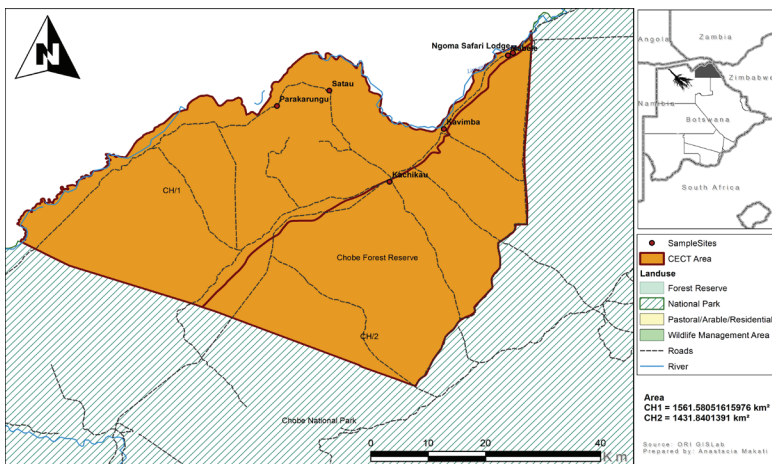 N
Ngoma Safari Lodge
Satau
Parakarungu
Kavimba
Kachikau
CH/1
Chobe Forest Reserve
CH/2
Chobe National Park
0 10 20 30 40
Km
Angola
Zambia
Zimbabwe
Namibia
Botswana
South Africa
SampleSites
CECT Area
Landuse
Forest Reserve
National Park
Pastoral/Arable/Residential
Wildlife Management Area
Roads
River
Area
CH1 = 1561.58051615976 km²
CH2 = 1431.8401391 km²
Source: ORI GISLab
Prepared by: Anastacia Makati